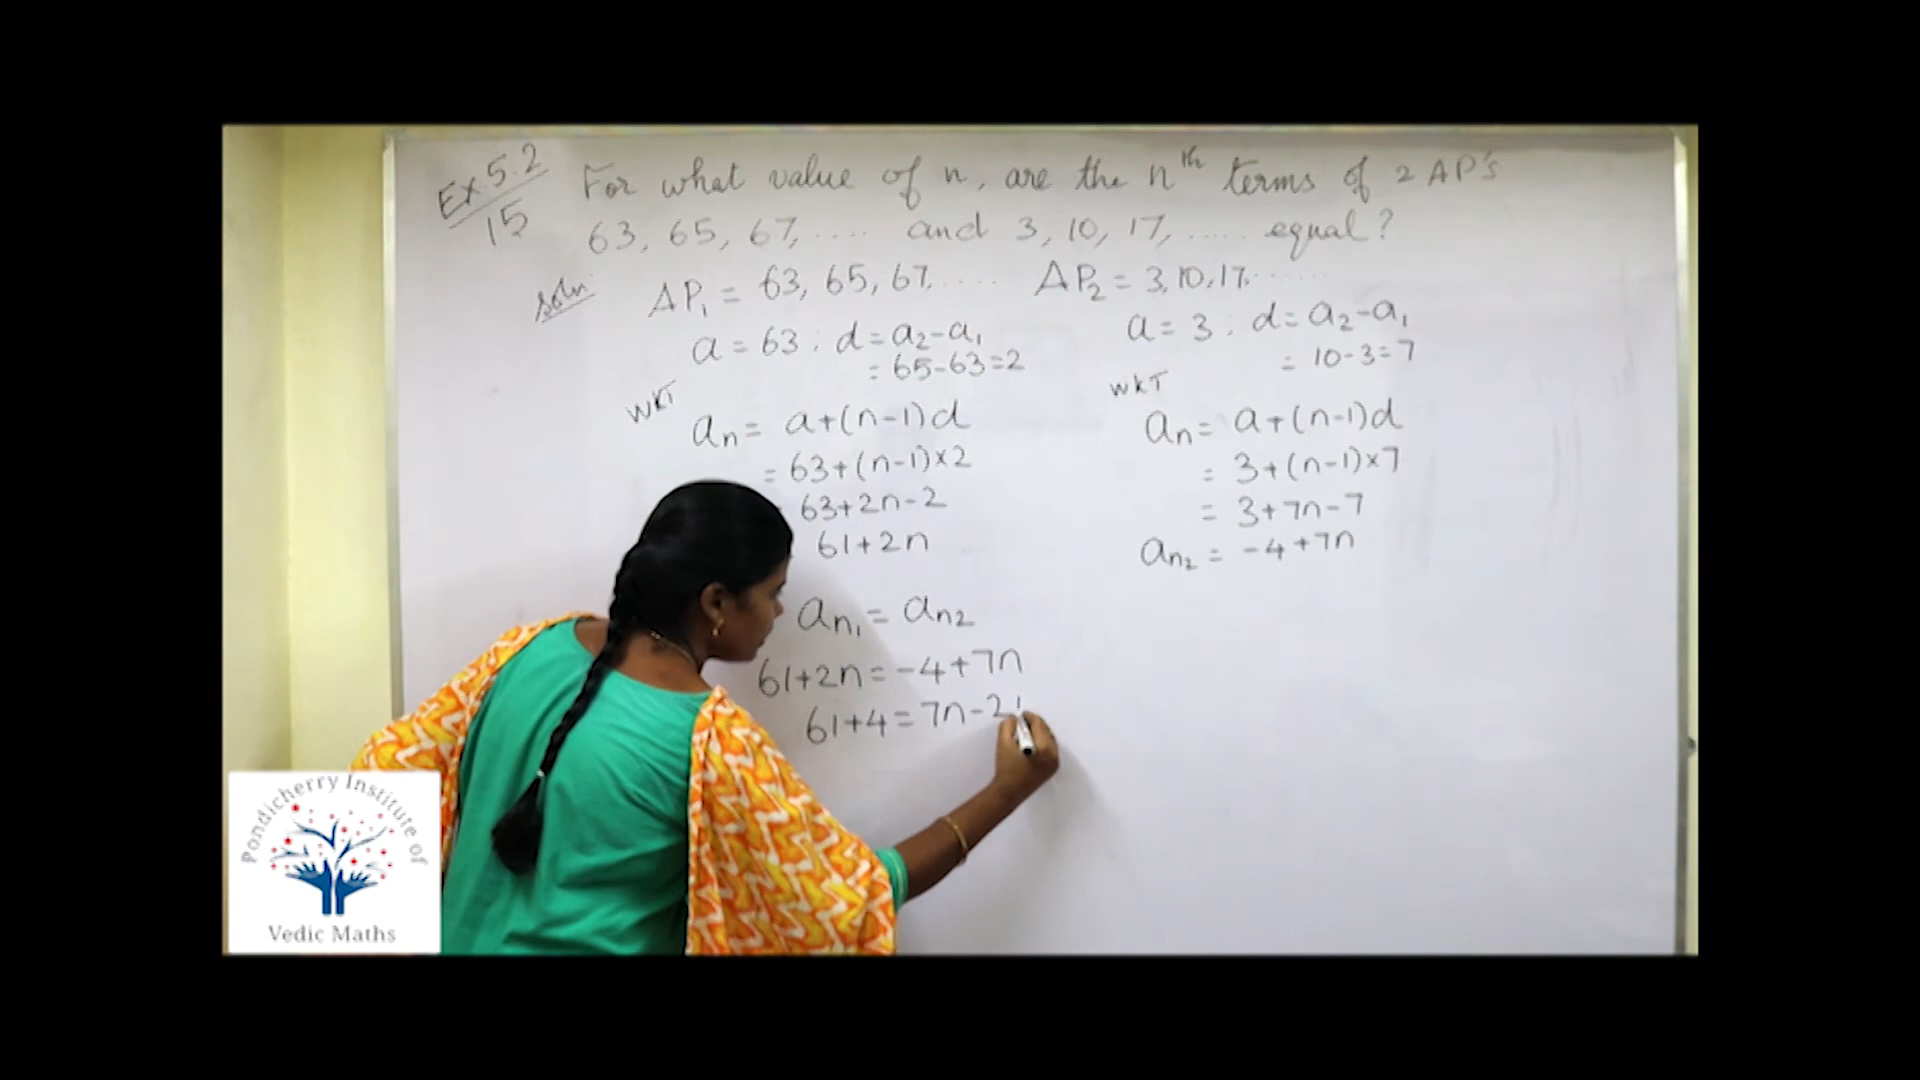 Ex.5.2
15
For what value of n, are the nth terms of 2 AP's
63, 65, 67, .... and 3, 10, 17, ..... equal?
Soln
AP₁ = 63, 65, 67, .... AP₂ = 3, 10, 17, ......
a = 63 : d = a₂-a₁
= 65-63=2
a = 3 : d = a₂-a₁
= 10-3=7
WKT
aₙ = a+(n-1)d
= 63+(n-1)×2
63+2n-2
61+2n
WKT
aₙ = a+(n-1)d
= 3+(n-1)×7
= 3+7n-7
aₙ₂ = -4+7n
aₙ₁ = aₙ₂
61+2n = -4+7n
61+4 = 7n-2
Pondicherry Institute of
Vedic Maths